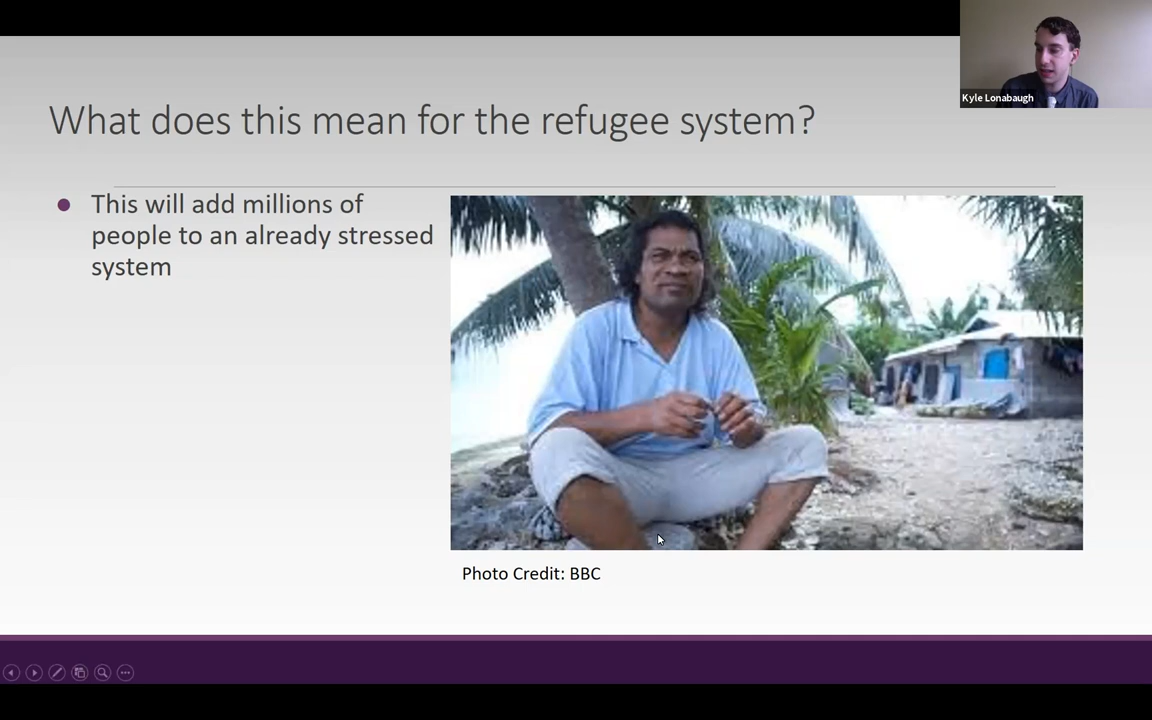 Kyle Lonabaugh
What does this mean for the refugee system?
● This will add millions of
people to an already stressed
system
Photo Credit: BBC